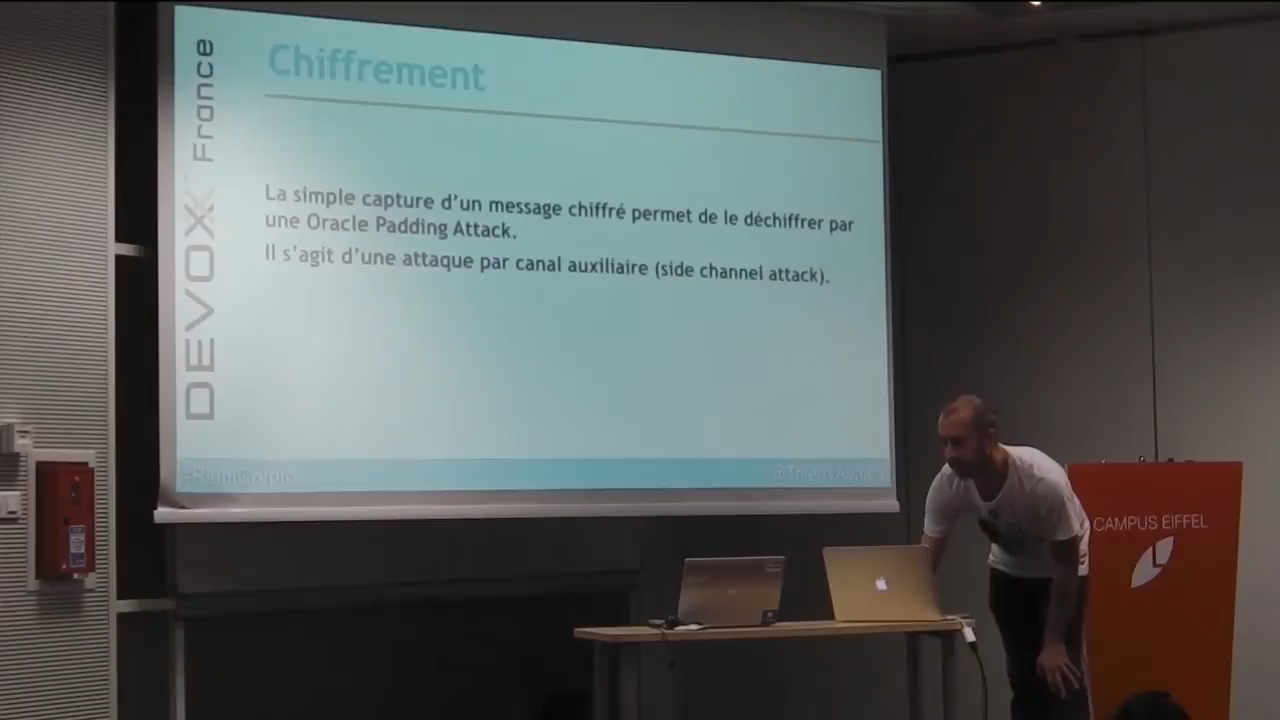 Chiffrement
DEVOXX France
La simple capture d'un message chiffré permet de le déchiffrer par
une Oracle Padding Attack.
Il s'agit d'une attaque par canal auxiliaire (side channel attack).
CAMPUS EIFFEL